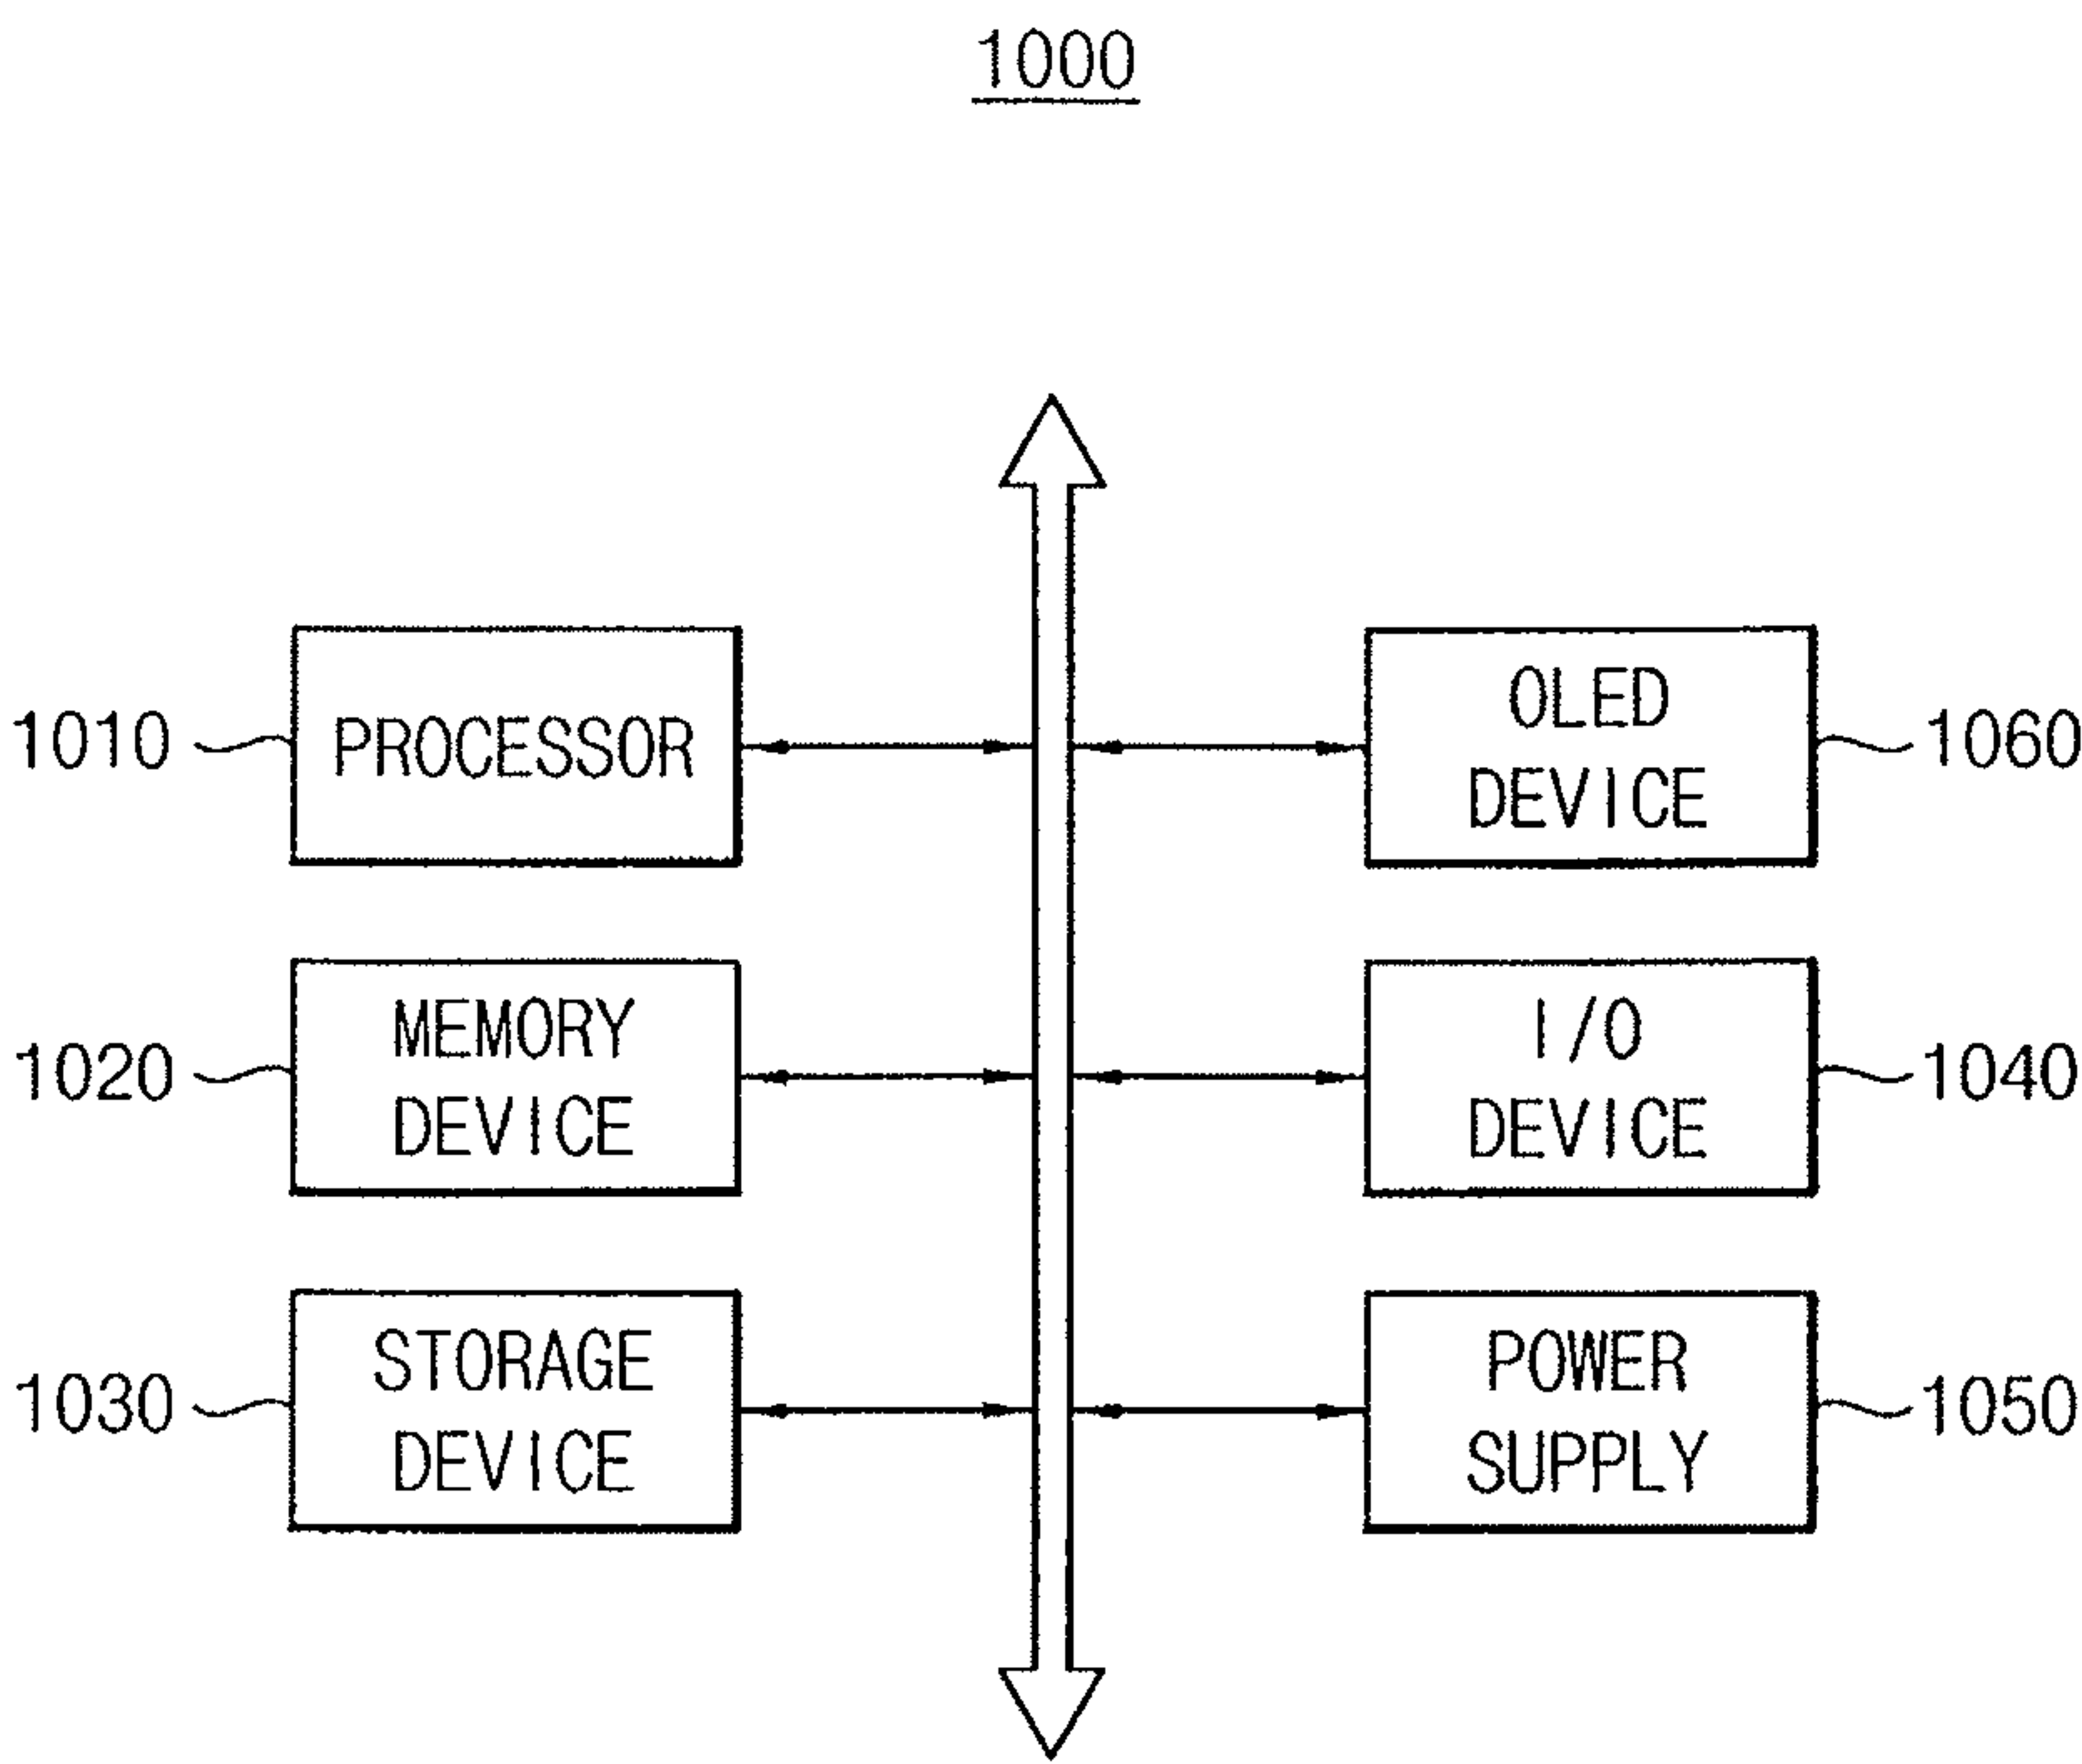 1000
1010
PROCESSOR
OLED
DEVICE
1060
1020
MEMORY
DEVICE
I/O
DEVICE
1040
1030
STORAGE
DEVICE
POWER
SUPPLY
1050